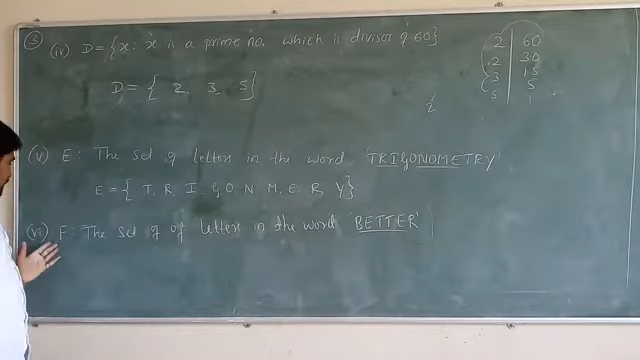 ③ (iv) D = { x : x is a prime no. which is divisor of 60}
D = { 2 3, 5}
2 | 60
2 | 30
3 | 15
5 | 5
1
2
(v) E : The set of letters in the word 'TRIGONOMETRY'
E = { T, R, I, G, O, N, M, E, R, Y}
(vi) F : The set of of letters in the word 'BETTER'